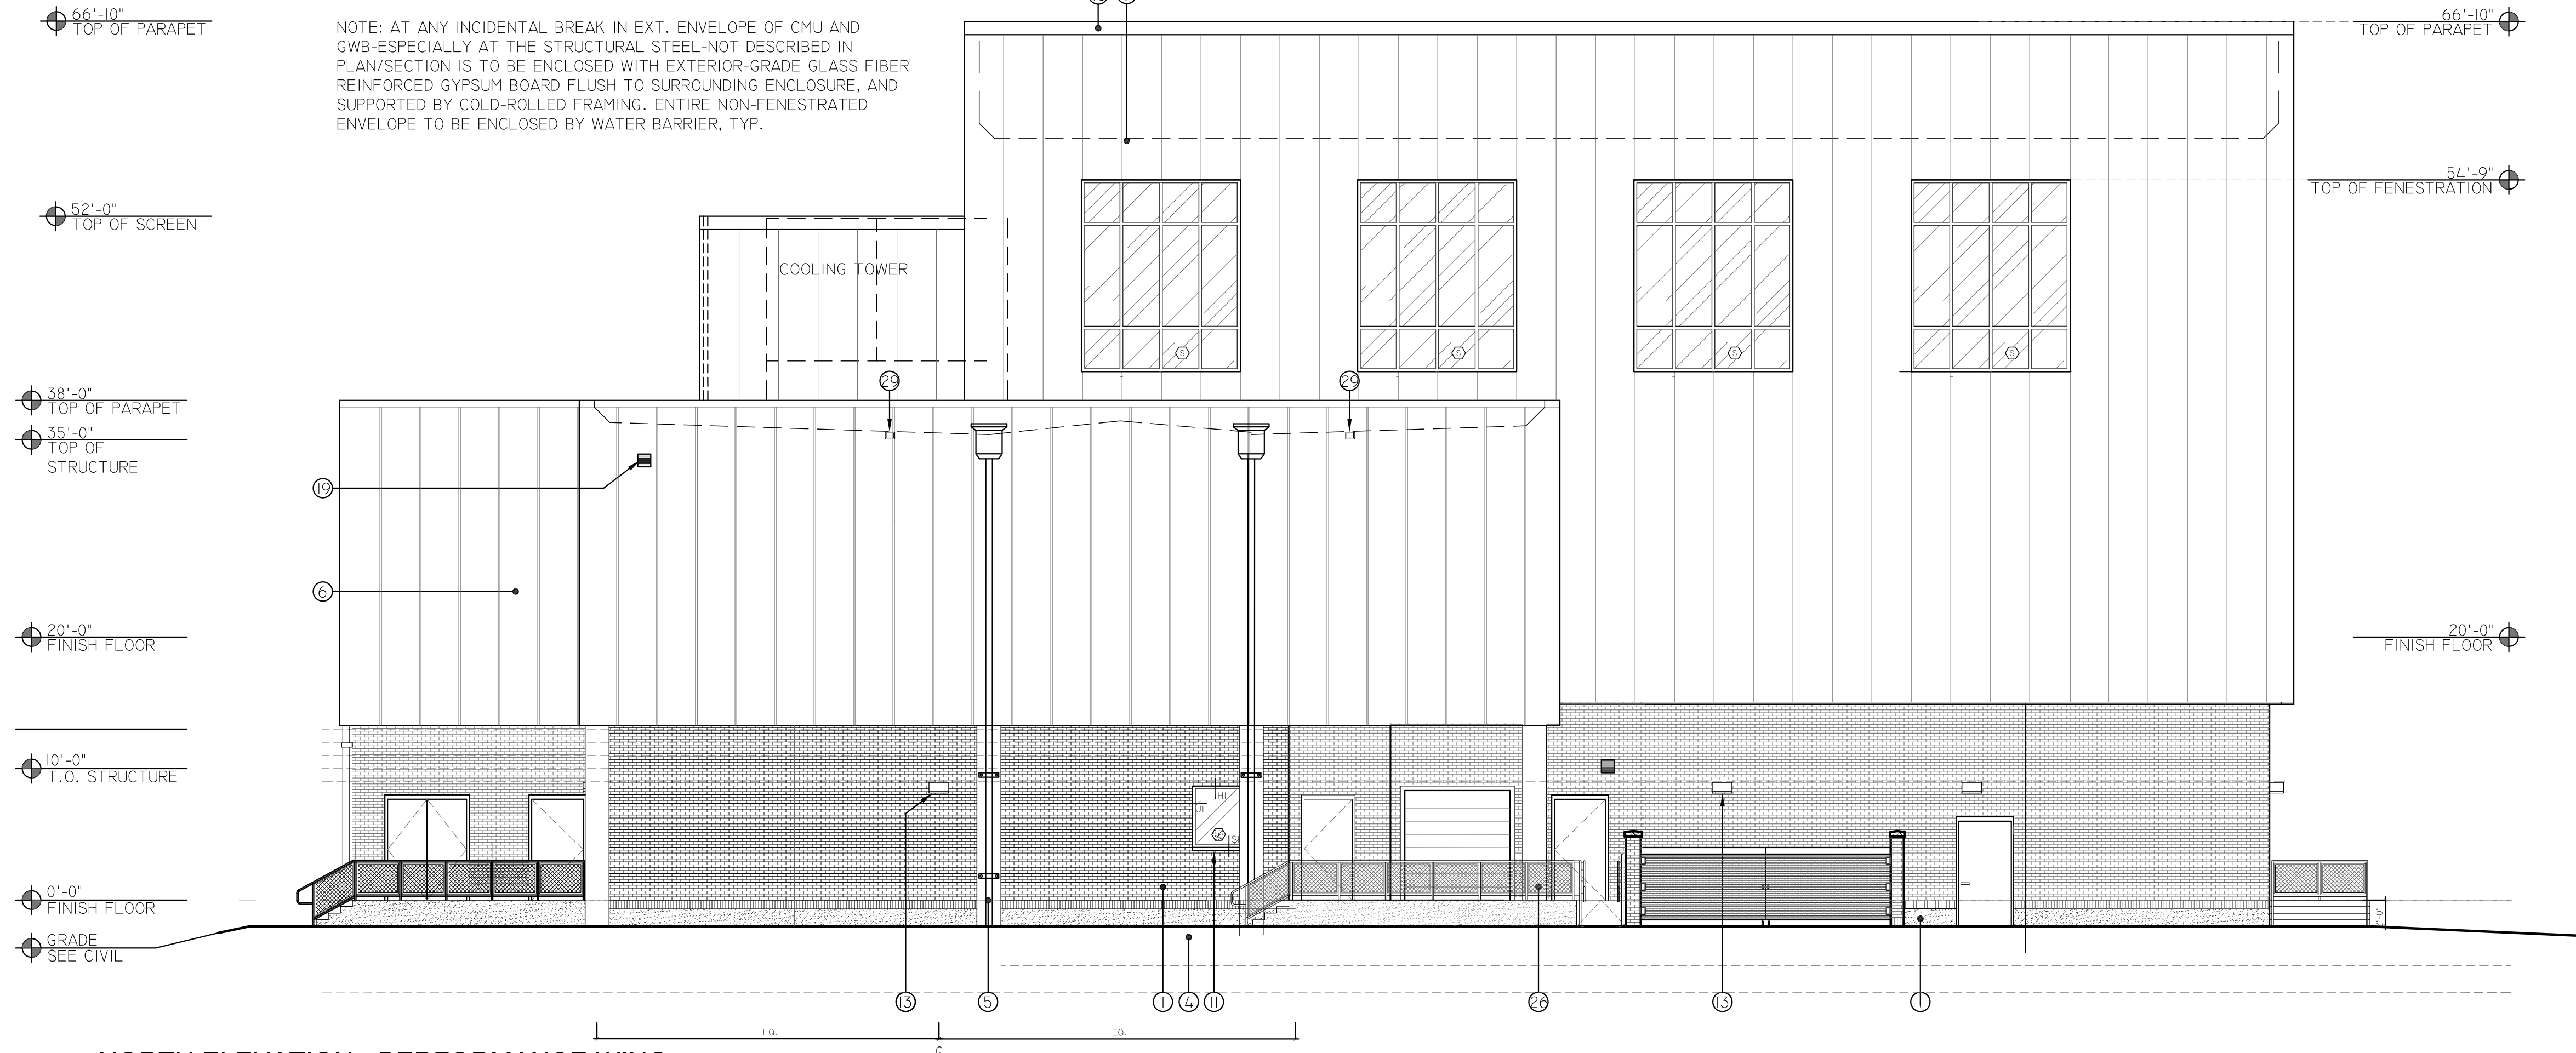 66'-10"
TOP OF PARAPET
NOTE: AT ANY INCIDENTAL BREAK IN EXT. ENVELOPE OF CMU AND
GWB-ESPECIALLY AT THE STRUCTURAL STEEL-NOT DESCRIBED IN
PLAN/SECTION IS TO BE ENCLOSED WITH EXTERIOR-GRADE GLASS FIBER
REINFORCED GYPSUM BOARD FLUSH TO SURROUNDING ENCLOSURE, AND
SUPPORTED BY COLD-ROLLED FRAMING. ENTIRE NON-FENESTRATED
ENVELOPE TO BE ENCLOSED BY WATER BARRIER, TYP.
66'-10"
TOP OF PARAPET
54'-9"
TOP OF FENESTRATION
52'-0"
TOP OF SCREEN
COOLING TOWER
S
S
S
S
29
29
38'-0"
TOP OF PARAPET
35'-0"
TOP OF
STRUCTURE
19
6
20'-0"
FINISH FLOOR
20'-0"
FINISH FLOOR
10'-0"
T.O. STRUCTURE
H1
J1
0'-0"
FINISH FLOOR
GRADE
SEE CIVIL
13
5
1
4
11
26
13
1
EQ.
EQ.
C
NORTH ELEVATION - PERFORMANCE WING